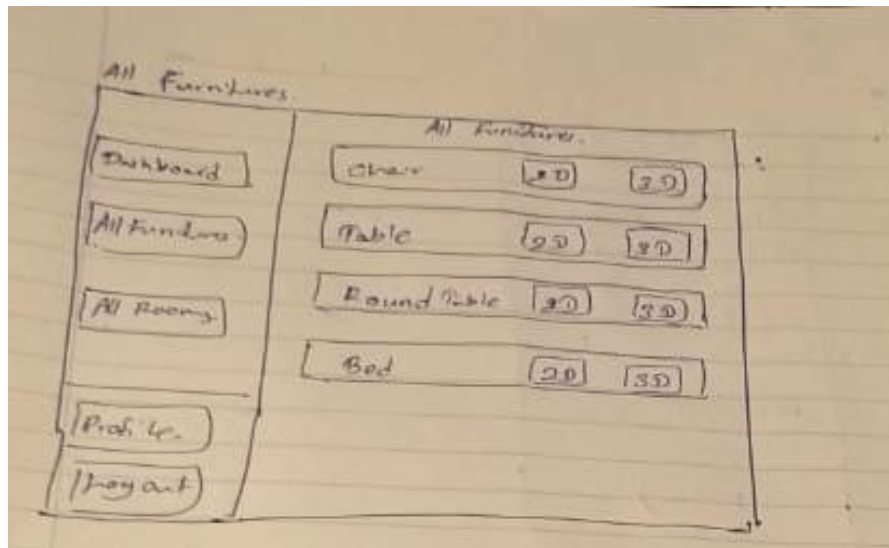 All Furnitures
All Furnitures.
Dashboard
All Furnitures
All Rooms
Profile.
Logout
Chair 2D 3D
Table 2D 3D
Round Table 2D 3D
Bed 2D 3D